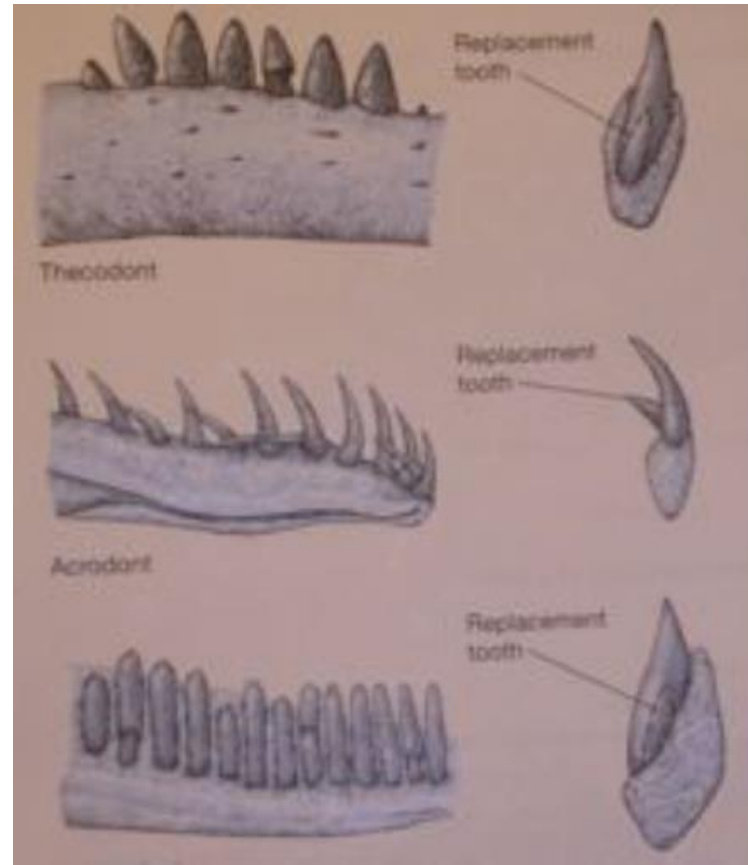 Replacement
tooth
Thecodont
Replacement
tooth
Acrodont
Replacement
tooth